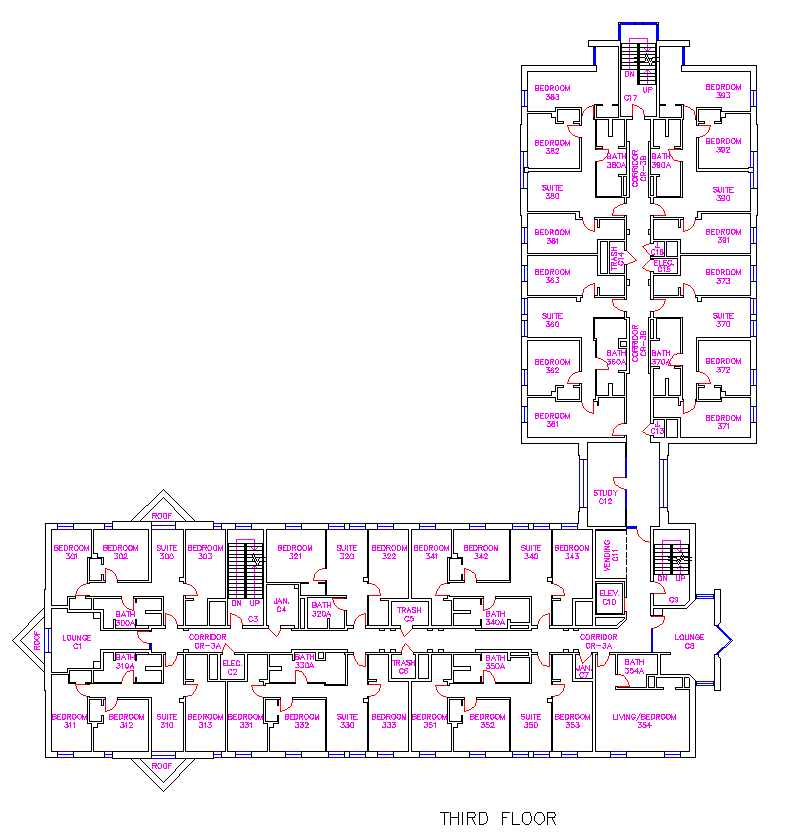 DN
UP
C17
BEDROOM
383
BEDROOM
393
BEDROOM
382
BEDROOM
392
BATH
380A
CORRIDOR
CR-3B
BATH
390A
SUITE
380
SUITE
390
BEDROOM
381
BEDROOM
391
TRASH
C14
C16
ELEC.
C15
BEDROOM
363
BEDROOM
373
SUITE
360
CORRIDOR
CR-3B
SUITE
370
BATH
360A
BATH
370A
BEDROOM
362
BEDROOM
372
BEDROOM
361
BEDROOM
371
C13
STUDY
C12
ROOF
BEDROOM
301
BEDROOM
302
SUITE
300
BEDROOM
303
BEDROOM
321
SUITE
320
BEDROOM
322
BEDROOM
341
BEDROOM
342
SUITE
340
BEDROOM
343
VENDING
C11
DN
UP
DN UP
C3
JAN.
C4
ELEV.
C10
C9
BATH
300A
BATH
320A
TRASH
C5
BATH
340A
ROOF
LOUNGE
C1
CORRIDOR
CR-3A
CORRIDOR
CR-3A
LOUNGE
C8
BATH
310A
ELEC.
C2
BATH
330A
TRASH
C6
BATH
350A
JAN.
C7
BATH
354A
BEDROOM
311
BEDROOM
312
SUITE
310
BEDROOM
313
BEDROOM
331
BEDROOM
332
SUITE
330
BEDROOM
333
BEDROOM
351
BEDROOM
352
SUITE
350
BEDROOM
353
LIVING/BEDROOM
354
ROOF
THIRD FLOOR